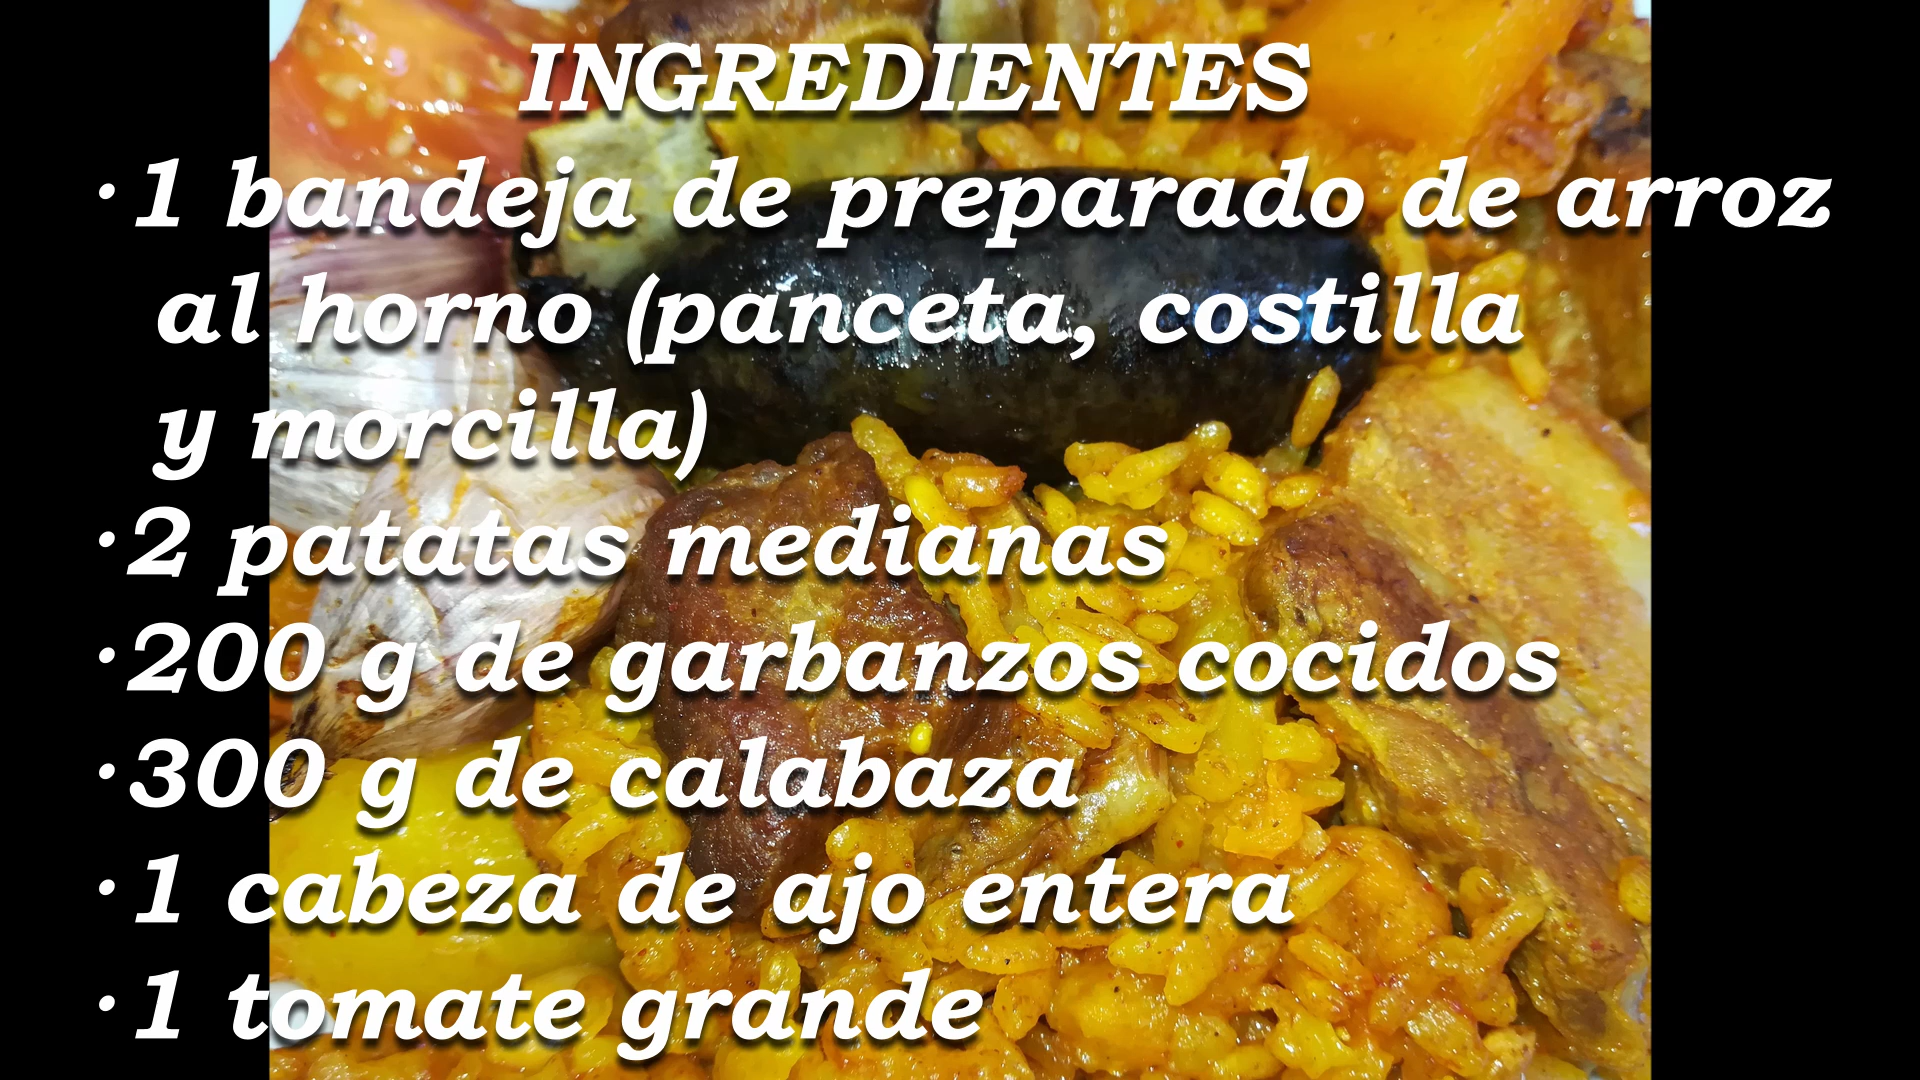 INGREDIENTES
·1 bandeja de preparado de arroz
al horno (panceta, costilla
y morcilla)
·2 patatas medianas
·200 g de garbanzos cocidos
·300 g de calabaza
·1 cabeza de ajo entera
·1 tomate grande